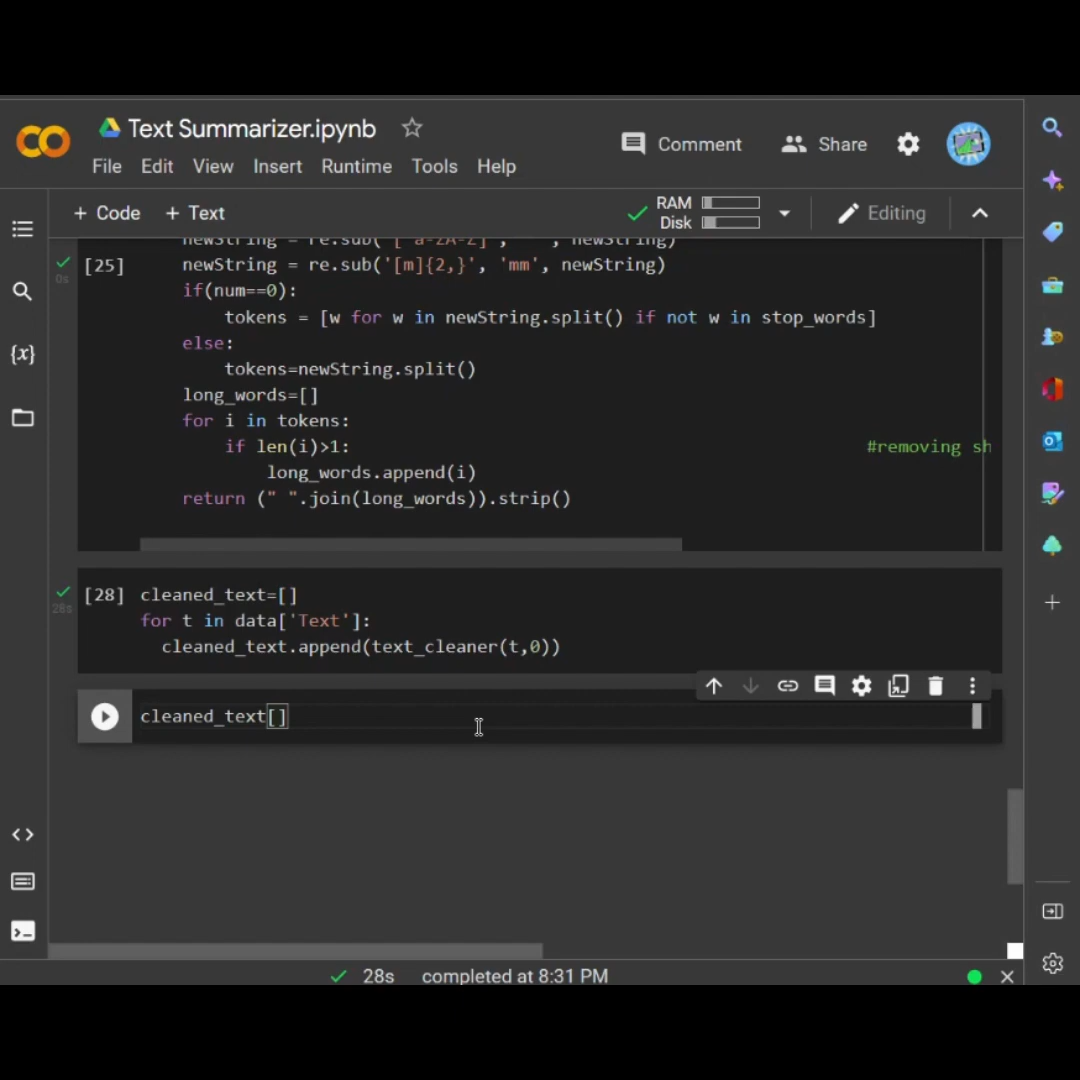 Text Summarizer.ipynb
Comment
Share
File Edit View Insert Runtime Tools Help
+ Code + Text
RAM
Disk
Editing
[25]
0s
newString = re.sub('[m]{2,}', 'mm', newString)
if(num==0):
tokens = [w for w in newString.split() if not w in stop_words]
else:
tokens=newString.split()
long_words=[]
for i in tokens:
if len(i)>1: #removing sh
long_words.append(i)
return (" ".join(long_words)).strip()
[28] cleaned_text=[]
28s
for t in data['Text']:
cleaned_text.append(text_cleaner(t,0))
cleaned_text[]
28s completed at 8:31 PM